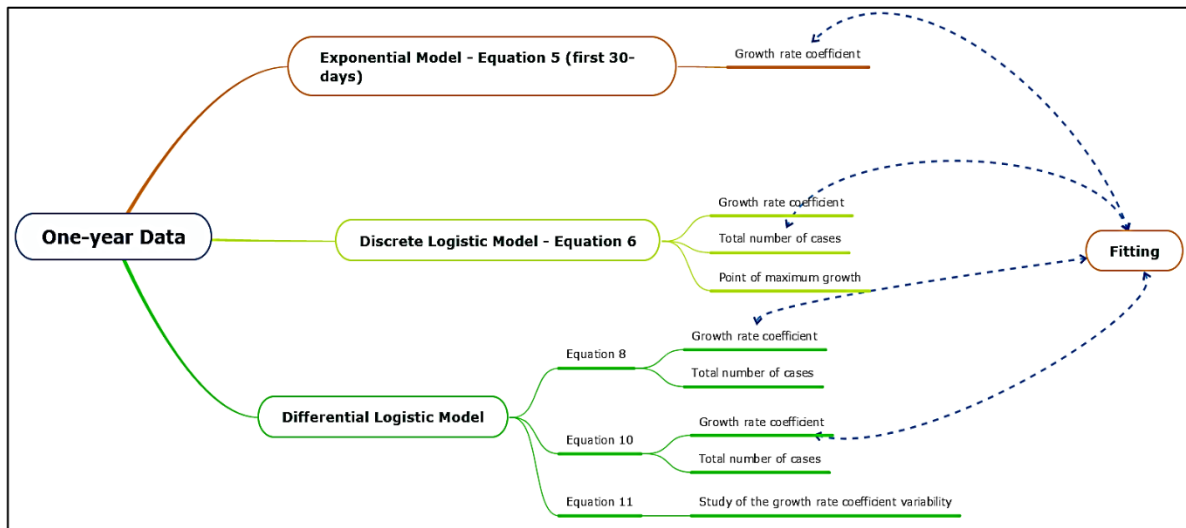 Exponential Model - Equation 5 (first 30-
days)
Growth rate coefficient
One-year Data
Discrete Logistic Model - Equation 6
Growth rate coefficient
Total number of cases
Point of maximum growth
Fitting
Differential Logistic Model
Equation 8
Growth rate coefficient
Total number of cases
Equation 10
Growth rate coefficient
Total number of cases
Equation 11
Study of the growth rate coefficient variability